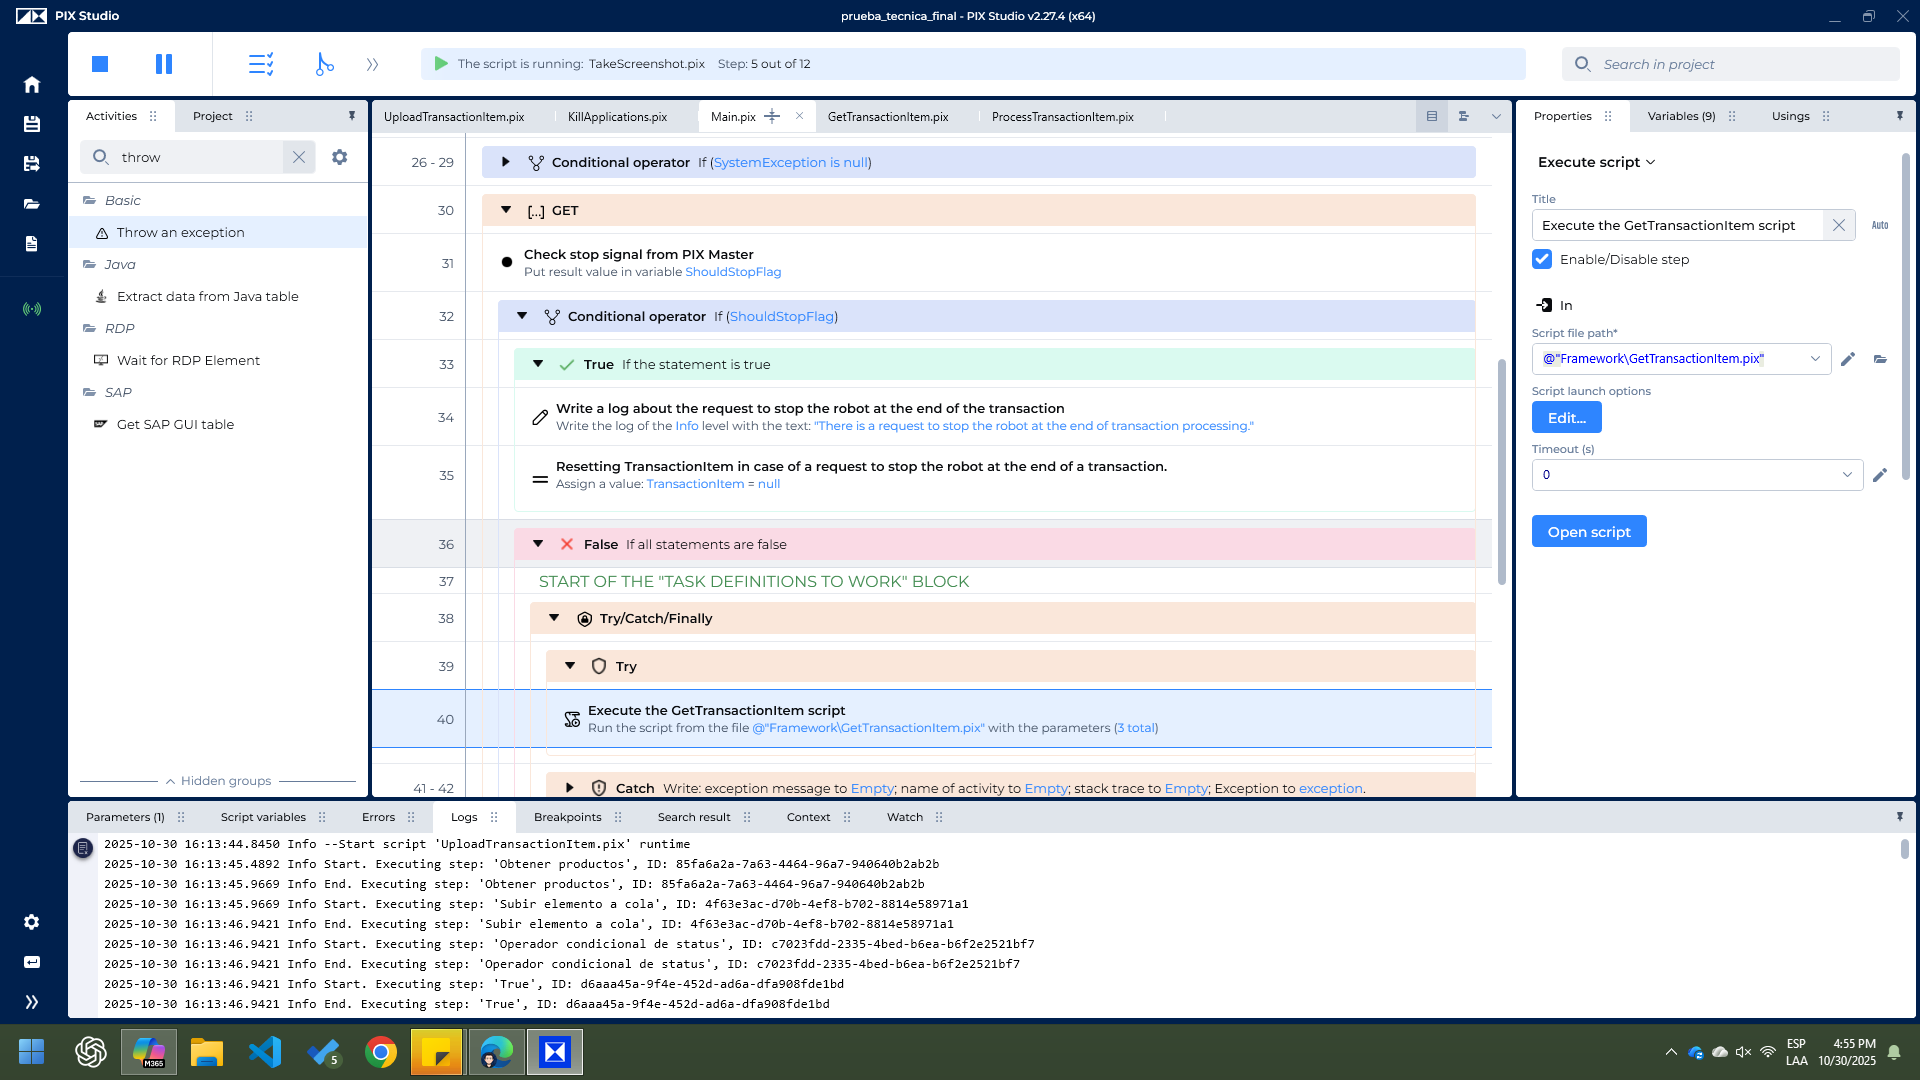 PIX Studio
prueba_tecnica_final - PIX Studio v2.27.4 (x64)
The script is running: TakeScreenshot.pix Step: 5 out of 12
Search in project
Activities
Project
throw
Basic
Throw an exception
Java
Extract data from Java table
RDP
Wait for RDP Element
SAP
Get SAP GUI table
Hidden groups
UploadTransactionItem.pix
KillApplications.pix
Main.pix
GetTransactionItem.pix
ProcessTransactionItem.pix
26 - 29 Conditional operator If (SystemException is null)
30 [...] GET
31 Check stop signal from PIX Master
Put result value in variable ShouldStopFlag
32 Conditional operator If (ShouldStopFlag)
33 True If the statement is true
34 Write a log about the request to stop the robot at the end of the transaction
Write the log of the Info level with the text: "There is a request to stop the robot at the end of transaction processing."
35 Resetting TransactionItem in case of a request to stop the robot at the end of a transaction.
Assign a value: TransactionItem = null
36 False If all statements are false
37 START OF THE "TASK DEFINITIONS TO WORK" BLOCK
38 Try/Catch/Finally
39 Try
40 Execute the GetTransactionItem script
Run the script from the file @"Framework\GetTransactionItem.pix" with the parameters (3 total)
41 - 42 Catch Write: exception message to Empty; name of activity to Empty; stack trace to Empty; Exception to exception.
Properties
Variables (9)
Usings
Execute script
Title
Execute the GetTransactionItem script
Auto
Enable/Disable step
In
Script file path*
@"Framework\GetTransactionItem.pix"
Script launch options
Edit...
Timeout (s)
0
Open script
Parameters (1)
Script variables
Errors
Logs
Breakpoints
Search result
Context
Watch
2025-10-30 16:13:44.8450 Info --Start script 'UploadTransactionItem.pix' runtime
2025-10-30 16:13:45.4892 Info Start. Executing step: 'Obtener productos', ID: 85fa6a2a-7a63-4464-96a7-940640b2ab2b
2025-10-30 16:13:45.9669 Info End. Executing step: 'Obtener productos', ID: 85fa6a2a-7a63-4464-96a7-940640b2ab2b
2025-10-30 16:13:45.9669 Info Start. Executing step: 'Subir elemento a cola', ID: 4f63e3ac-d70b-4ef8-b702-8814e58971a1
2025-10-30 16:13:46.9421 Info End. Executing step: 'Subir elemento a cola', ID: 4f63e3ac-d70b-4ef8-b702-8814e58971a1
2025-10-30 16:13:46.9421 Info Start. Executing step: 'Operador condicional de status', ID: c7023fdd-2335-4bed-b6ea-b6f2e2521bf7
2025-10-30 16:13:46.9421 Info End. Executing step: 'Operador condicional de status', ID: c7023fdd-2335-4bed-b6ea-b6f2e2521bf7
2025-10-30 16:13:46.9421 Info Start. Executing step: 'True', ID: d6aaa45a-9f4e-452d-ad6a-dfa908fde1bd
2025-10-30 16:13:46.9421 Info End. Executing step: 'True', ID: d6aaa45a-9f4e-452d-ad6a-dfa908fde1bd
M365
5
ESP
LAA
4:55 PM
10/30/2025